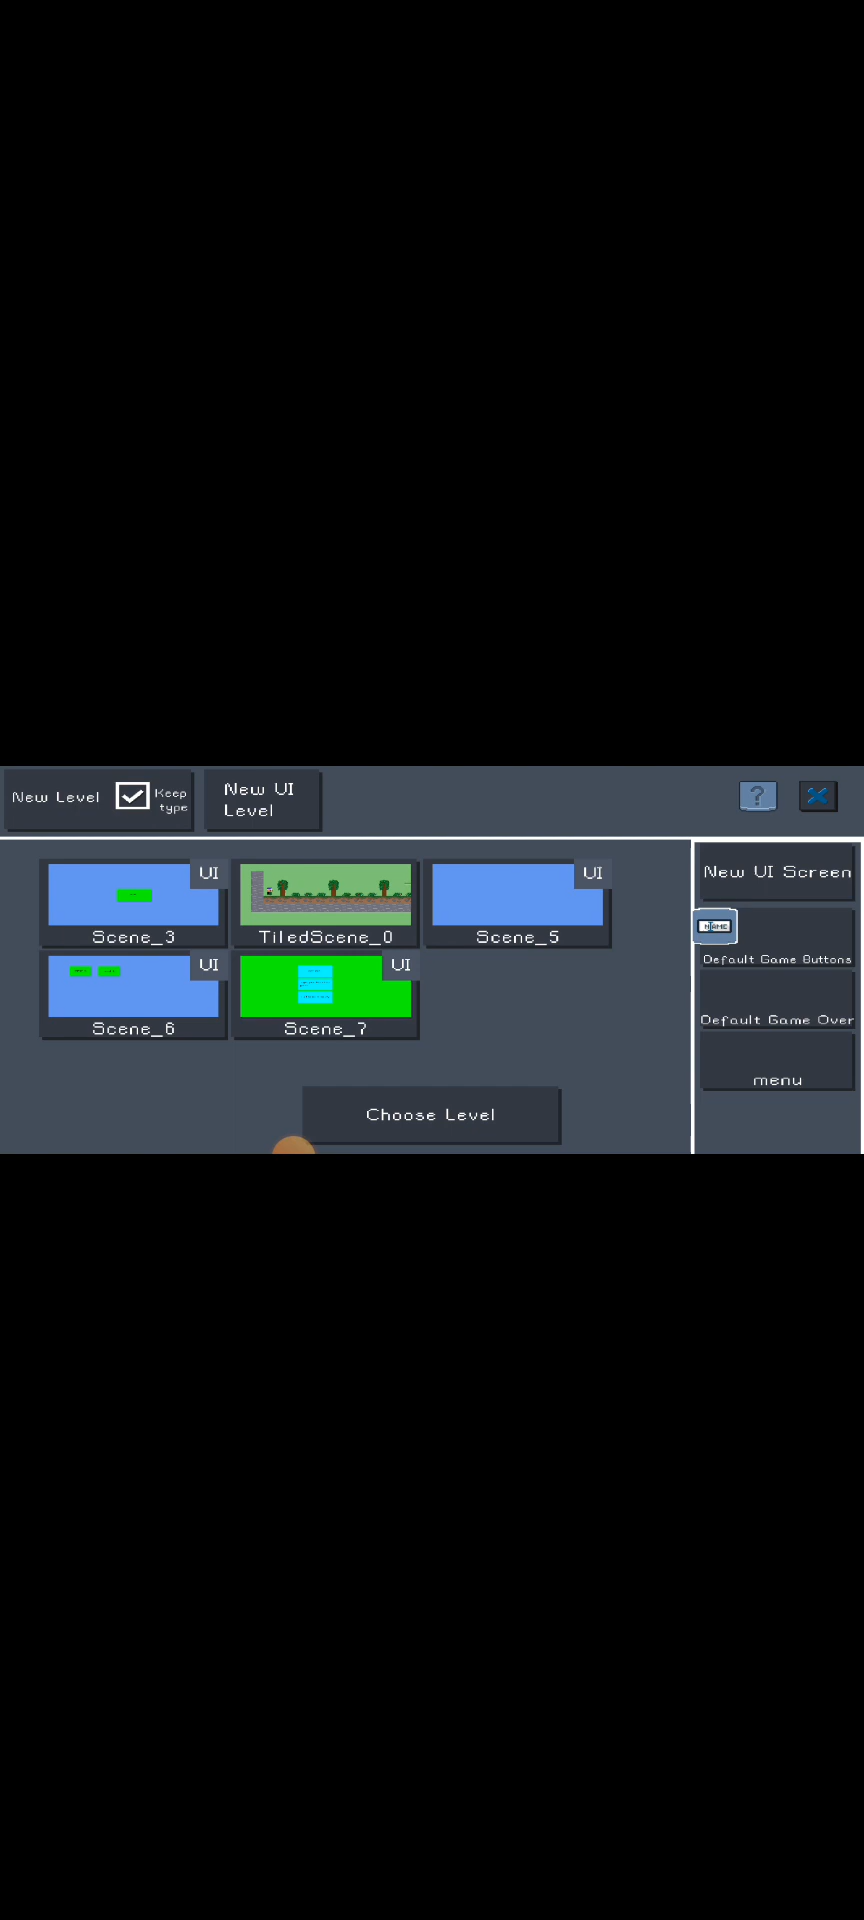 New Level
Keep
type
New UI
Level
?
New UI Screen
UI
Scene_3
TiledScene_0
UI
Scene_5
NAME
Default Game Buttons
UI
Scene_6
UI
Scene_7
Default Game Over
menu
Choose Level